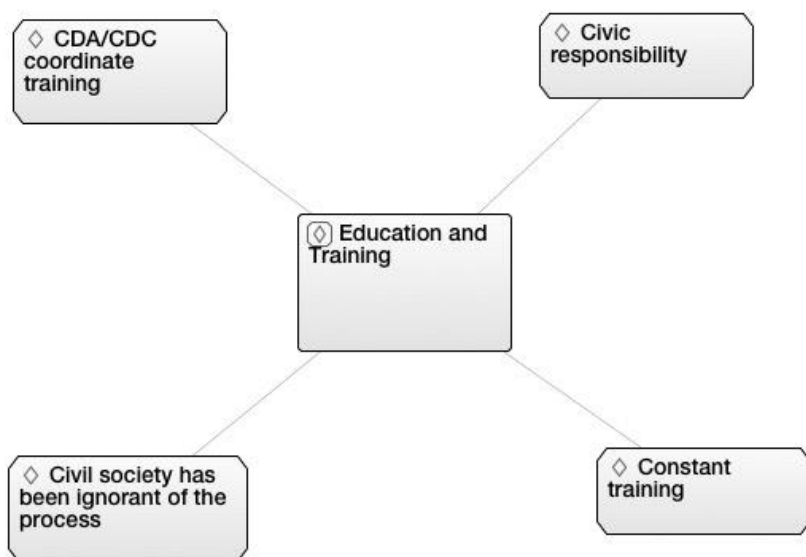 CDA/CDC
coordinate
training
Civic
responsibility
Education and
Training
Civil society has
been ignorant of the
process
Constant
training